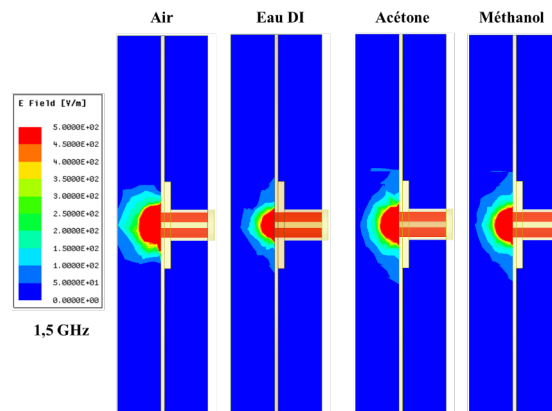 Air
Eau DI
Acétone
Méthanol
E Field [V/m]
5.0000E+02
4.5000E+02
4.0000E+02
3.5000E+02
3.0000E+02
2.5000E+02
2.0000E+02
1.5000E+02
1.0000E+02
5.0000E+01
0.0000E+00
1,5 GHz